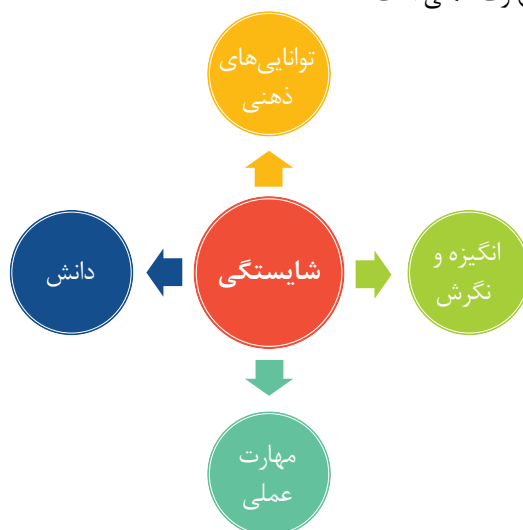 توانایی‌های
ذهنی
انگیزه و
نگرش
شایستگی
دانش
مهارت
عملی